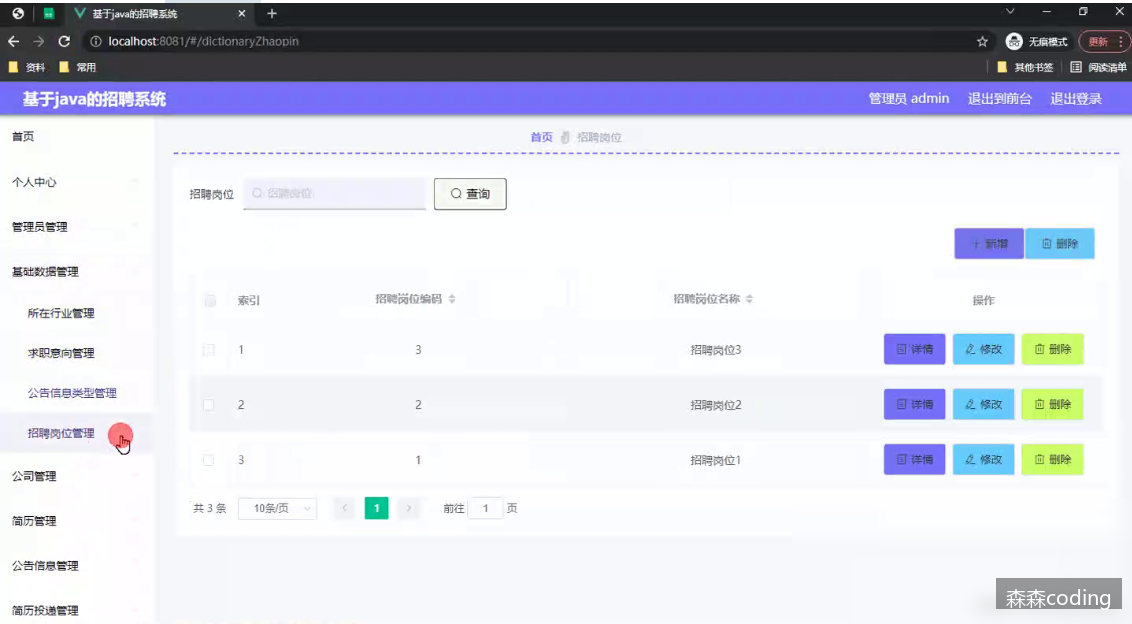 基于java的招聘系统
localhost:8081/#/dictionaryZhaopin
无痕模式
更新
资料
常用
其他书签
阅读清单
基于java的招聘系统
管理员 admin
退出到前台
退出登录
首页
个人中心
管理员管理
基础数据管理
所在行业管理
求职意向管理
公告信息类型管理
招聘岗位管理
公司管理
简历管理
公告信息管理
简历投递管理
首页 招聘岗位
招聘岗位 招聘岗位 查询
新增 删除
索引 招聘岗位编码 招聘岗位名称 操作
1 3 招聘岗位3 详情 修改 删除
2 2 招聘岗位2 详情 修改 删除
3 1 招聘岗位1 详情 修改 删除
共 3 条 10条/页 1 前往 1 页
森森coding